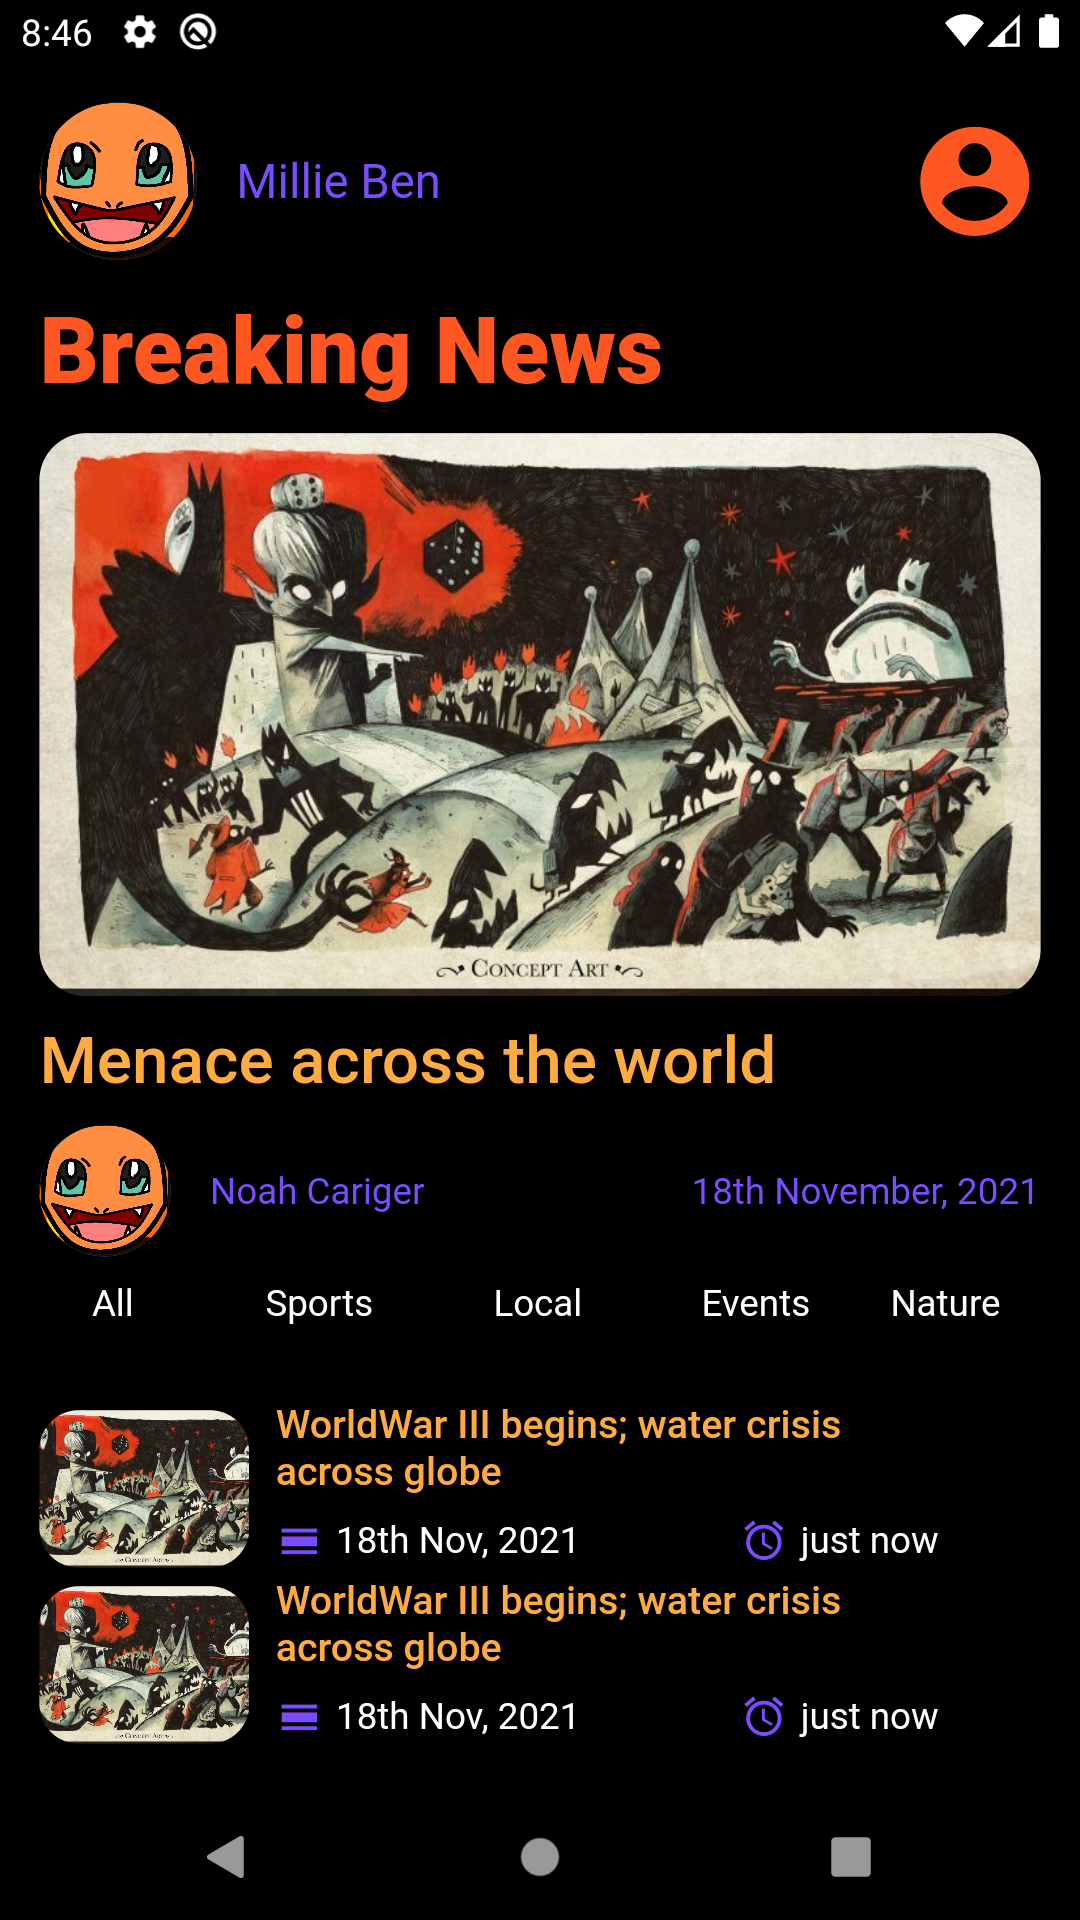 8:46
Millie Ben
Breaking News
Concept Art
Menace across the world
Noah Cariger
18th November, 2021
All
Sports
Local
Events
Nature
WorldWar III begins; water crisis
across globe
18th Nov, 2021
just now
WorldWar III begins; water crisis
across globe
18th Nov, 2021
just now